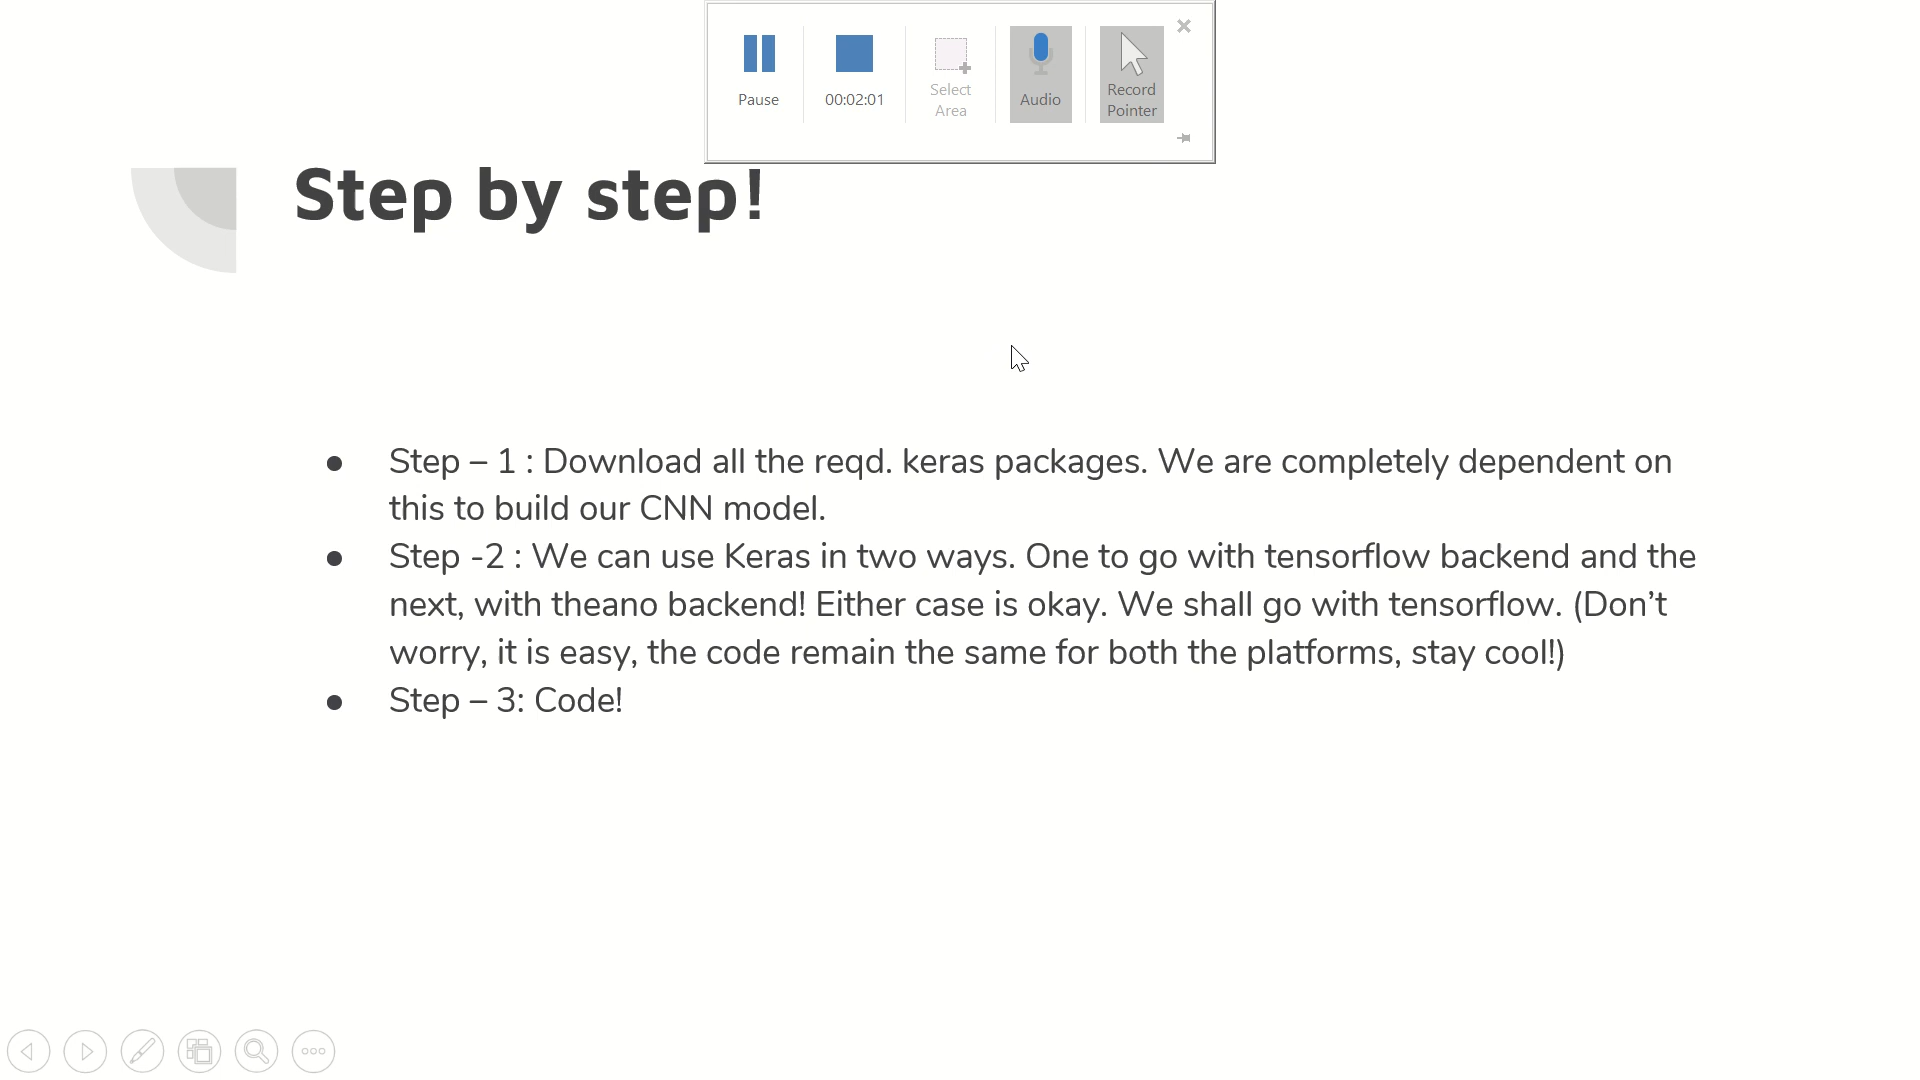 Pause
00:02:01
Select
Area
Audio
Record
Pointer
Step by step!
Step – 1 : Download all the reqd. keras packages. We are completely dependent on
this to build our CNN model.
Step -2 : We can use Keras in two ways. One to go with tensorflow backend and the
next, with theano backend! Either case is okay. We shall go with tensorflow. (Don’t
worry, it is easy, the code remain the same for both the platforms, stay cool!)
Step – 3: Code!